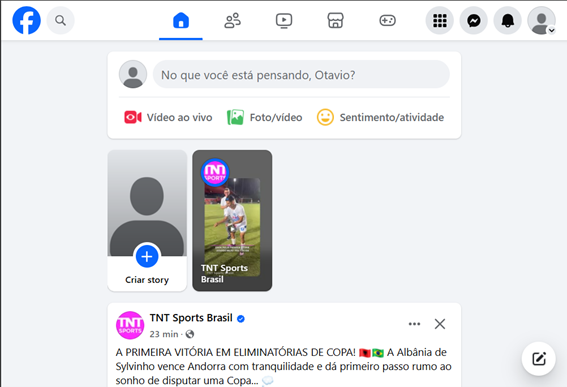 No que você está pensando, Otavio?
Vídeo ao vivo
Foto/vídeo
Sentimento/atividade
TNT
SPORTS
TNT Sports
Brasil
Criar story
TNT
SPORTS
TNT Sports Brasil
23 min ·
A PRIMEIRA VITÓRIA EM ELIMINATÓRIAS DE COPA! 🇦🇱🇧🇷 A Albânia de
Sylvinho vence Andorra com tranquilidade e dá primeiro passo rumo ao
sonho de disputar uma Copa... 💭